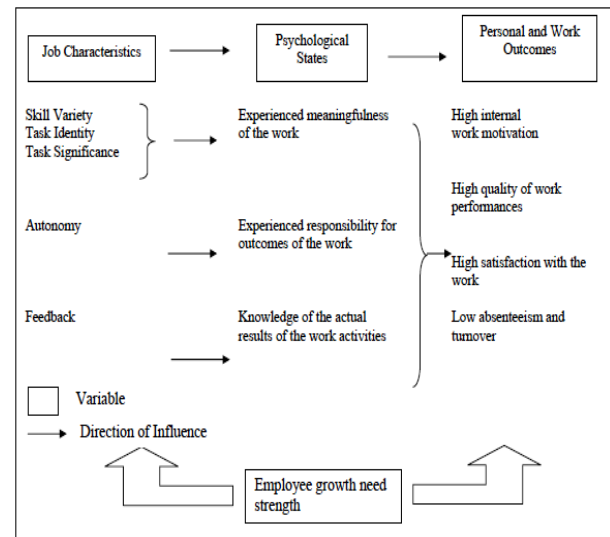 Job Characteristics
Psychological
States
Personal and Work
Outcomes
Skill Variety
Task Identity
Task Significance
Experienced meaningfulness
of the work
High internal
work motivation
High quality of work
performances
Autonomy
Experienced responsibility for
outcomes of the work
High satisfaction with the
work
Feedback
Knowledge of the actual
results of the work activities
Low absenteeism and
turnover
Variable
Direction of Influence
Employee growth need
strength